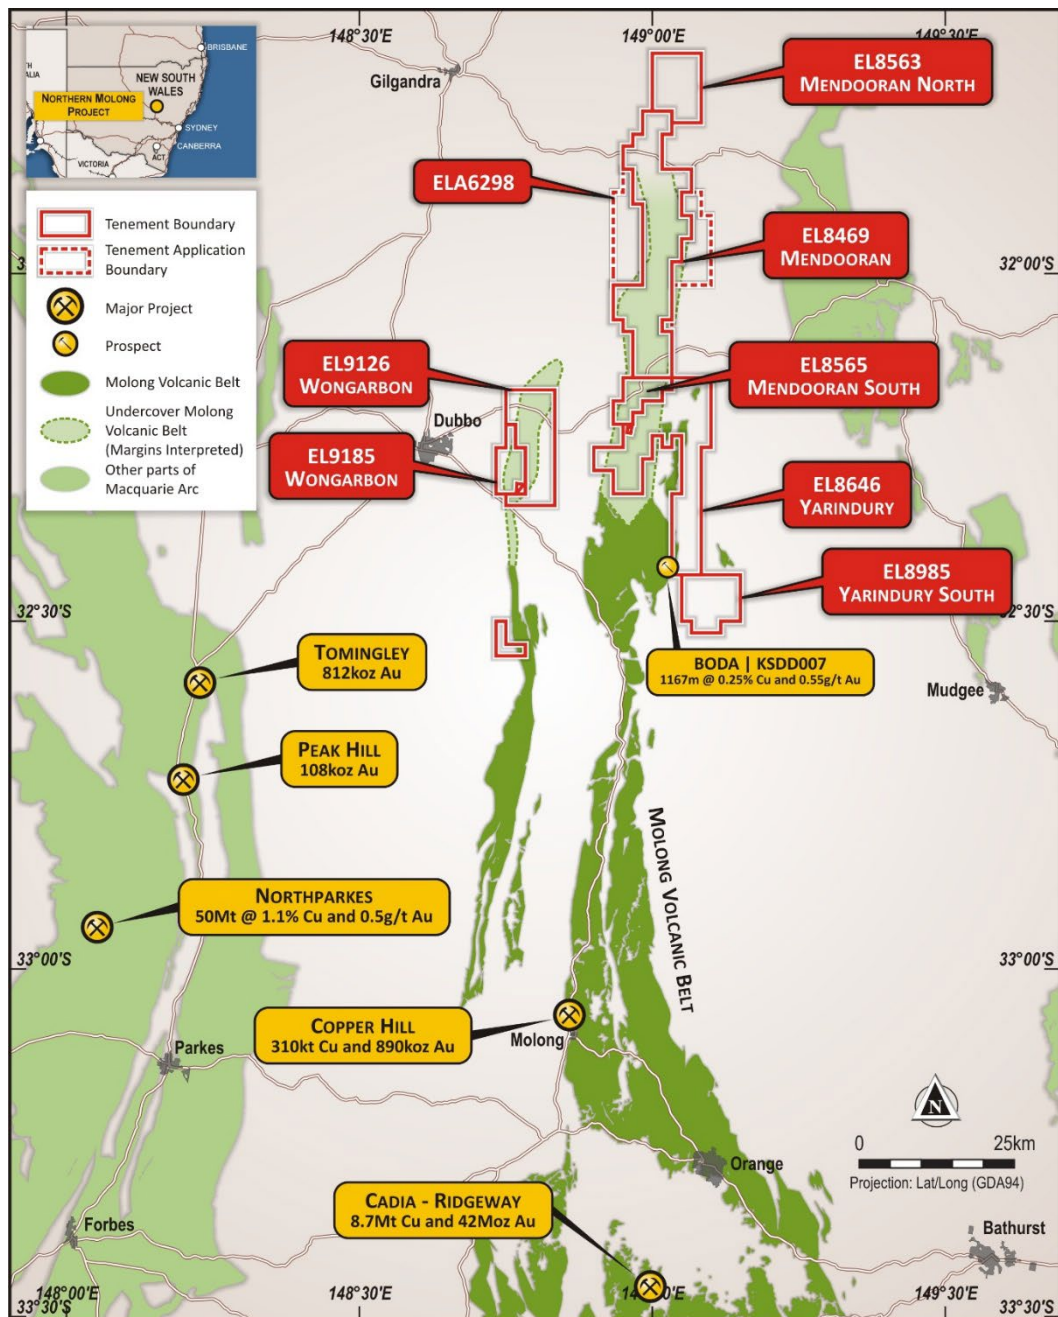 148°30'E
149°00'E
149°30'E
BRISBANE
NEW SOUTH
WALES
NORTHERN MOLONG
PROJECT
SYDNEY
CANBERRA
ACT
VICTORIA
Gilgandra
EL8563
MENDOORAN NORTH
ELA6298
EL8469
MENDOORAN
32°00'S
Tenement Boundary
Tenement Application
Boundary
Major Project
Prospect
Molong Volcanic Belt
Undercover Molong
Volcanic Belt
(Margins Interpreted)
Other parts of
Macquarie Arc
EL9126
WONGARBON
EL8565
MENDOORAN SOUTH
Dubbo
EL9185
WONGARBON
EL8646
YARINDURY
EL8985
YARINDURY SOUTH
32°30'S
32°30'S
TOMINGLEY
812koz Au
BODA | KSDD007
1167m @ 0.25% Cu and 0.55g/t Au
Mudgee
PEAK HILL
108koz Au
MOLONG VOLCANIC BELT
NORTHPARKES
50Mt @ 1.1% Cu and 0.5g/t Au
33°00'S
33°00'S
COPPER HILL
310kt Cu and 890koz Au
Molong
Parkes
N
0 25km
Projection: Lat/Long (GDA94)
Orange
CADIA - RIDGEWAY
8.7Mt Cu and 42Moz Au
Forbes
Bathurst
148°00'E
148°30'E
149°30'E
33°30'S
33°30'S